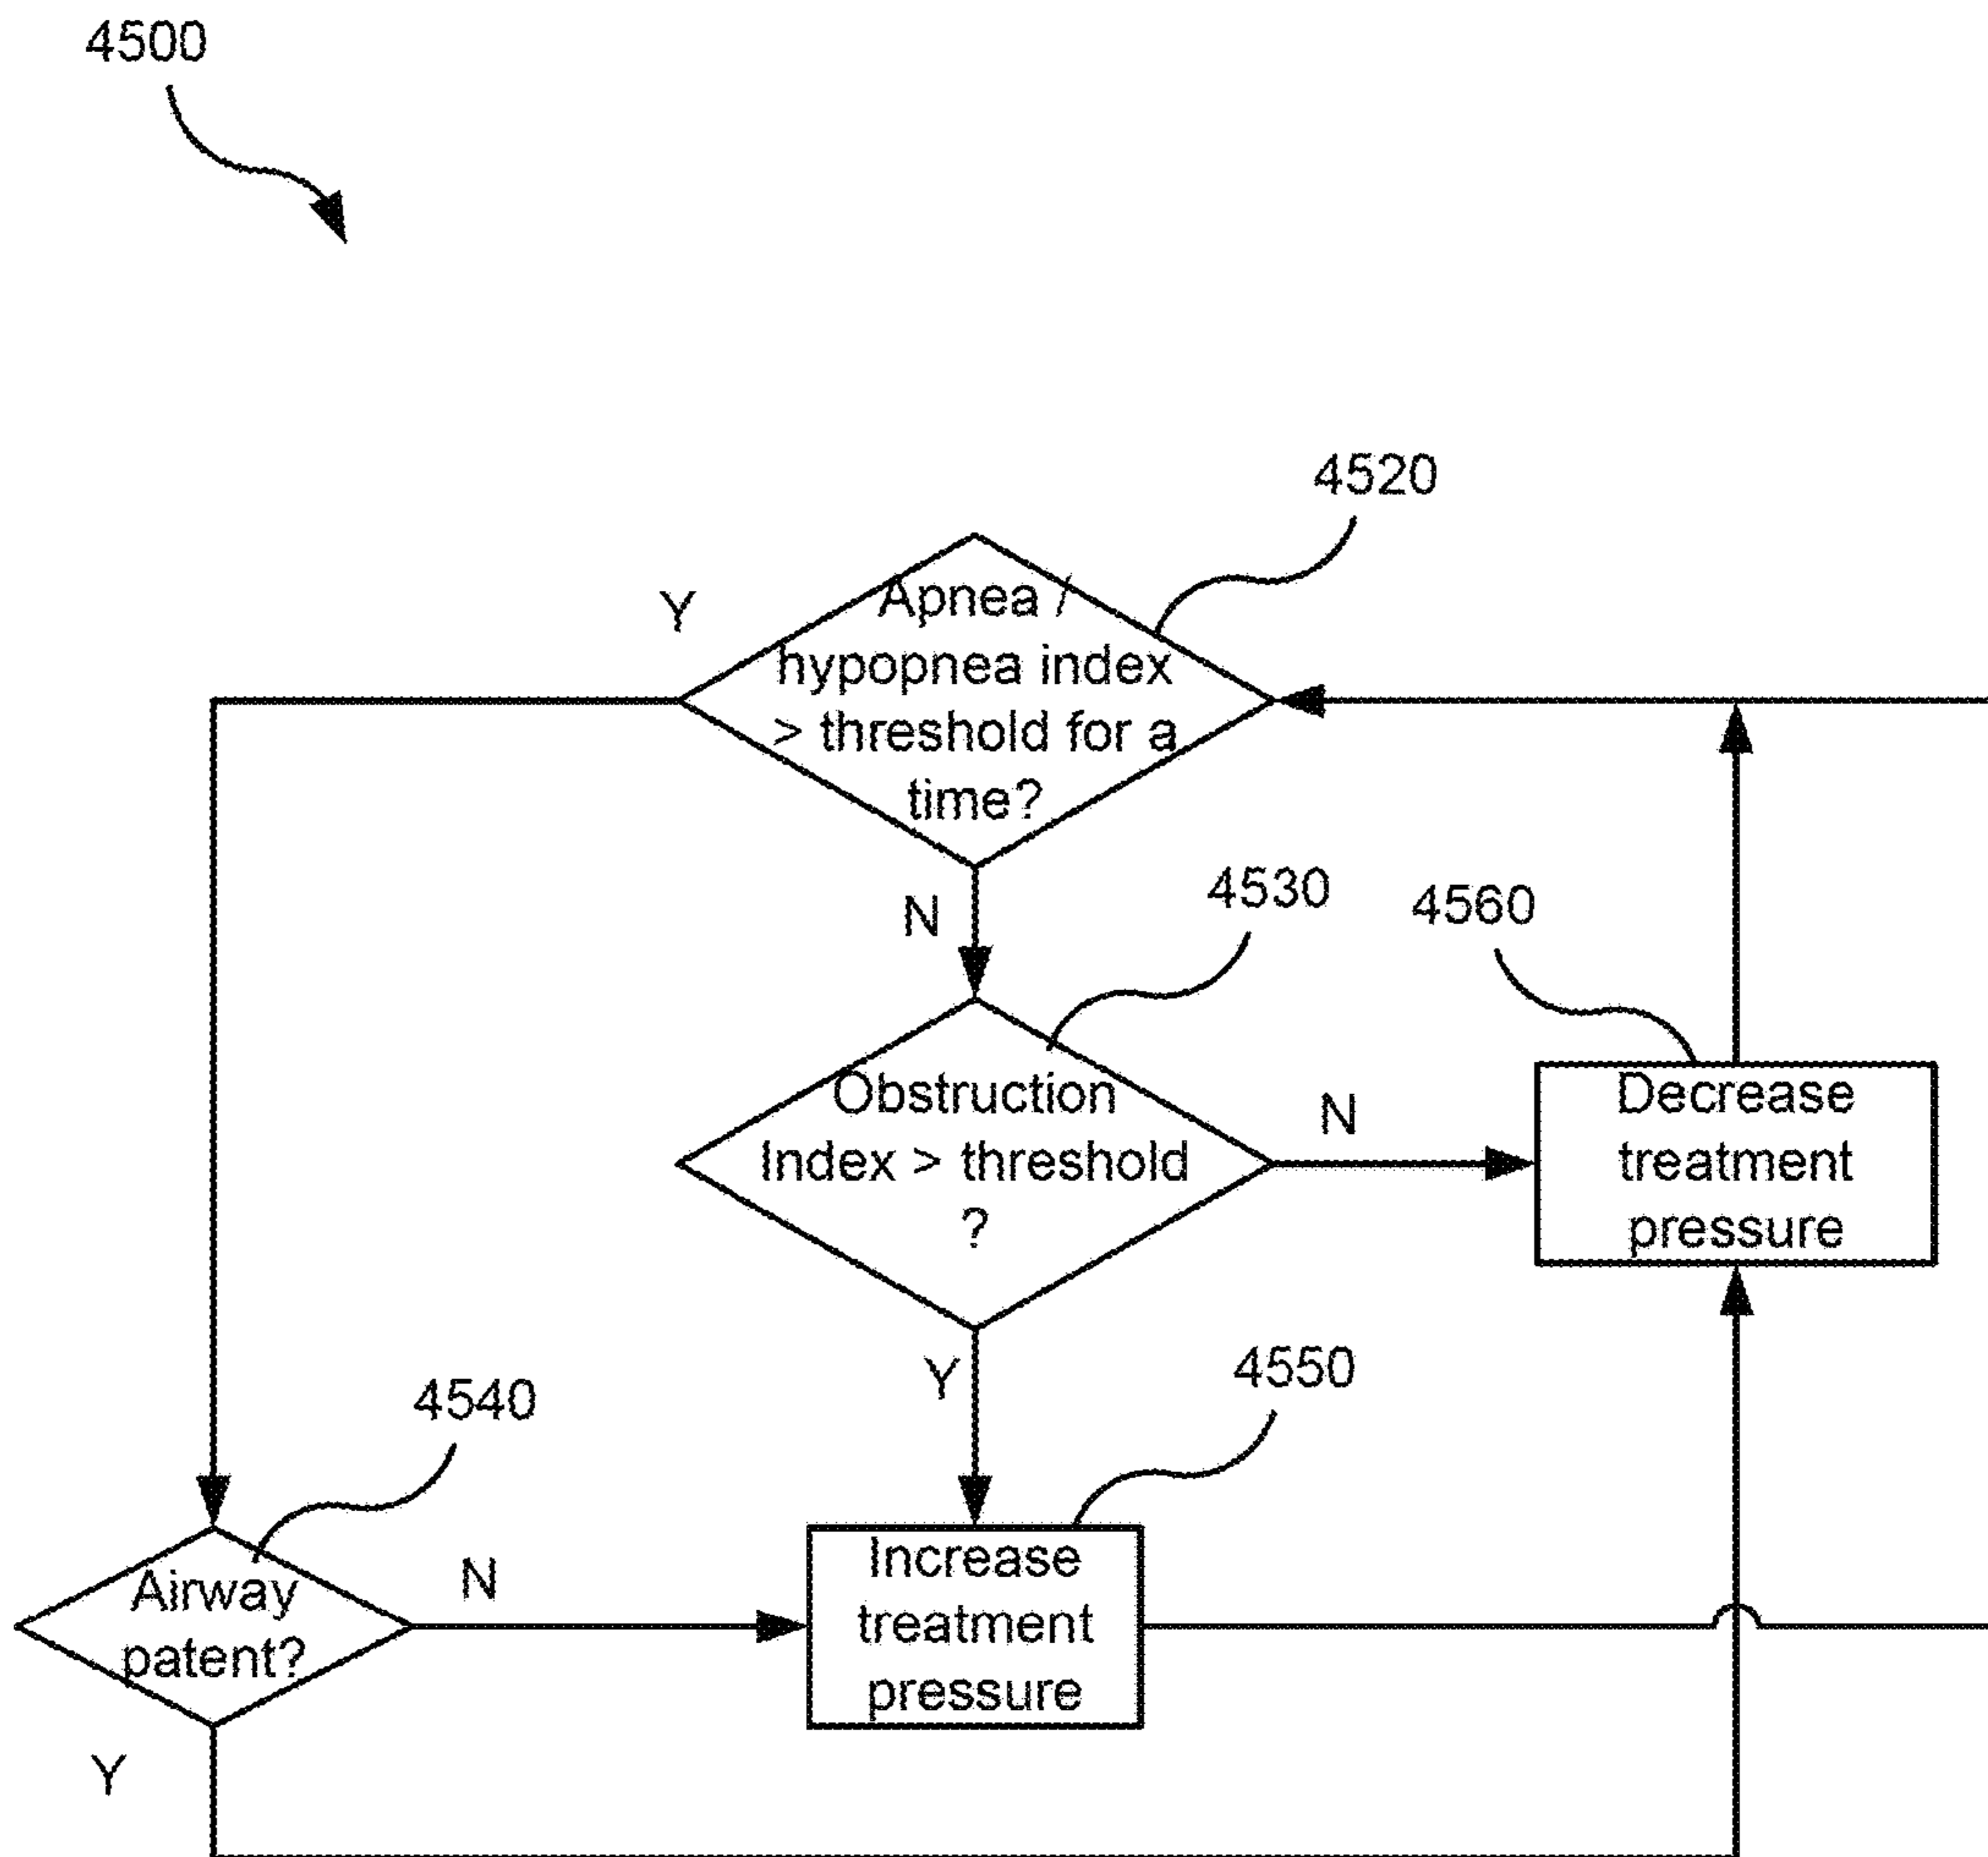 4500
4520
Y
Apnea /
hypopnea index
> threshold for a
time?
N
4530
4560
Obstruction
Index > threshold
?
N
Decrease
treatment
pressure
Y
4550
4540
Airway
patent?
N
Increase
treatment
pressure
Y